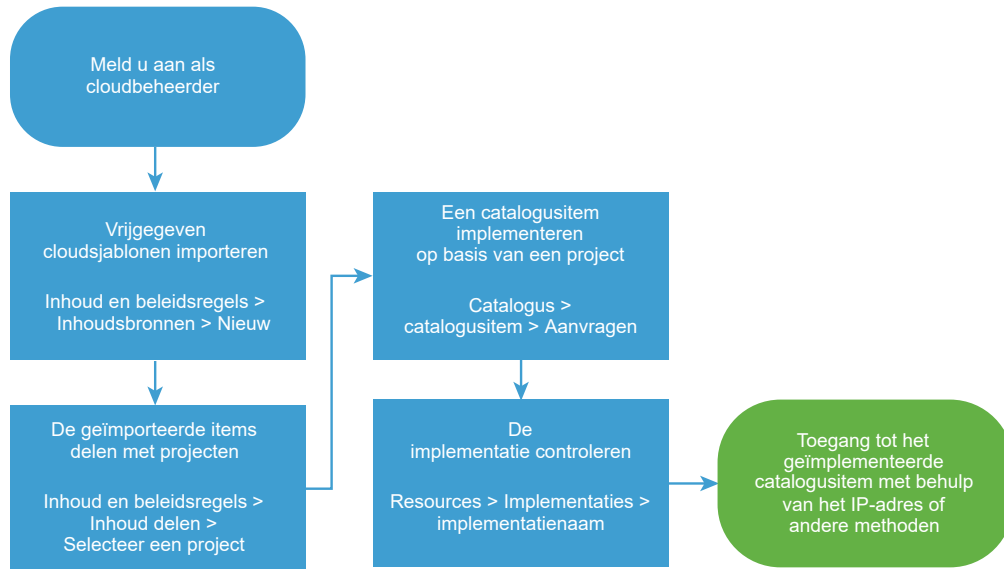 Meld u aan als
cloudbeheerder
Vrijgegeven
cloudsjablonen importeren
Inhoud en beleidsregels >
Inhoudsbronnen > Nieuw
De geïmporteerde items
delen met projecten
Inhoud en beleidsregels >
Inhoud delen >
Selecteer een project
Een catalogusitem
implementeren
op basis van een project
Catalogus >
catalogusitem > Aanvragen
De
implementatie controleren
Resources > Implementaties >
implementatienaam
Toegang tot het
geïmplementeerde
catalogusitem met behulp
van het IP-adres of
andere methoden